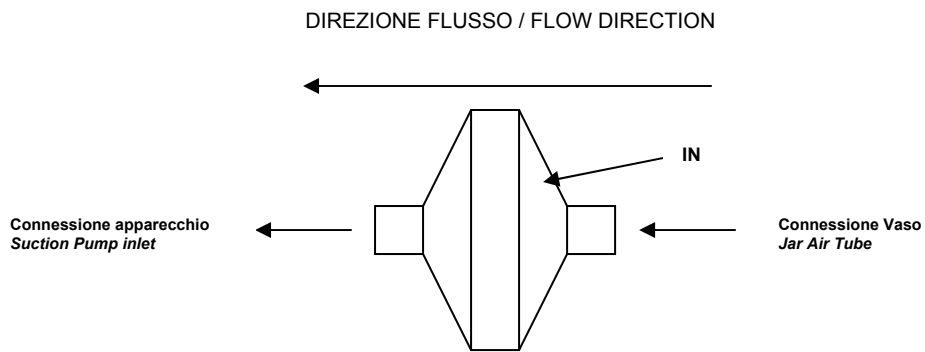 DIREZIONE FLUSSO / FLOW DIRECTION
IN
Connessione apparecchio
Suction Pump inlet
Connessione Vaso
Jar Air Tube